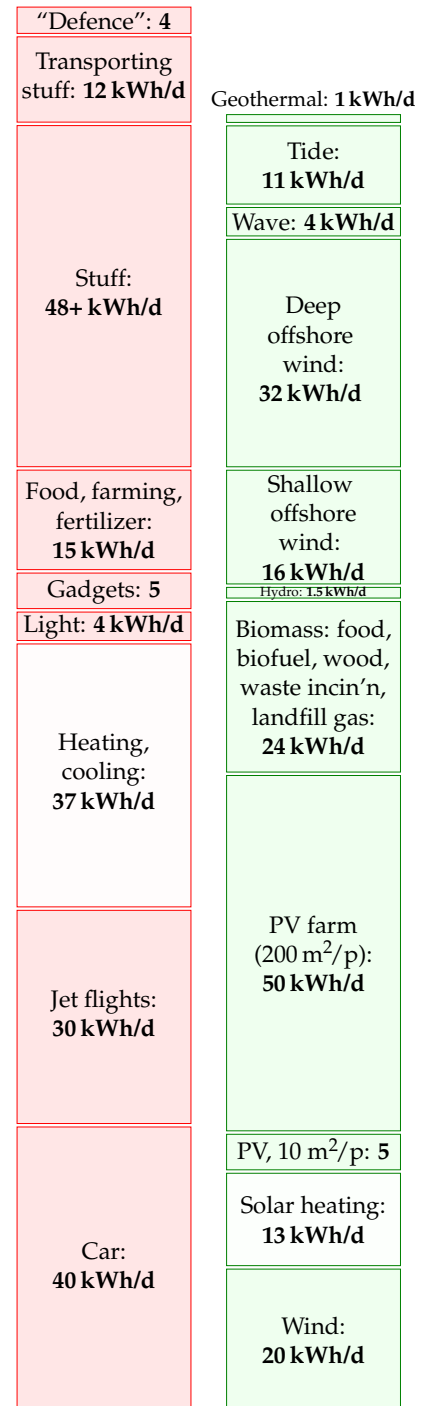 “Defence”: 4
Transporting
stuff: 12 kWh/d
Stuff:
48+ kWh/d
Food, farming,
fertilizer:
15 kWh/d
Gadgets: 5
Light: 4 kWh/d
Heating,
cooling:
37 kWh/d
Jet flights:
30 kWh/d
Car:
40 kWh/d
Geothermal: 1 kWh/d
Tide:
11 kWh/d
Wave: 4 kWh/d
Deep
offshore
wind:
32 kWh/d
Shallow
offshore
wind:
16 kWh/d
Hydro: 1.5 kWh/d
Biomass: food,
biofuel, wood,
waste incin’n,
landfill gas:
24 kWh/d
PV farm
(200 m²/p):
50 kWh/d
PV, 10 m²/p: 5
Solar heating:
13 kWh/d
Wind:
20 kWh/d